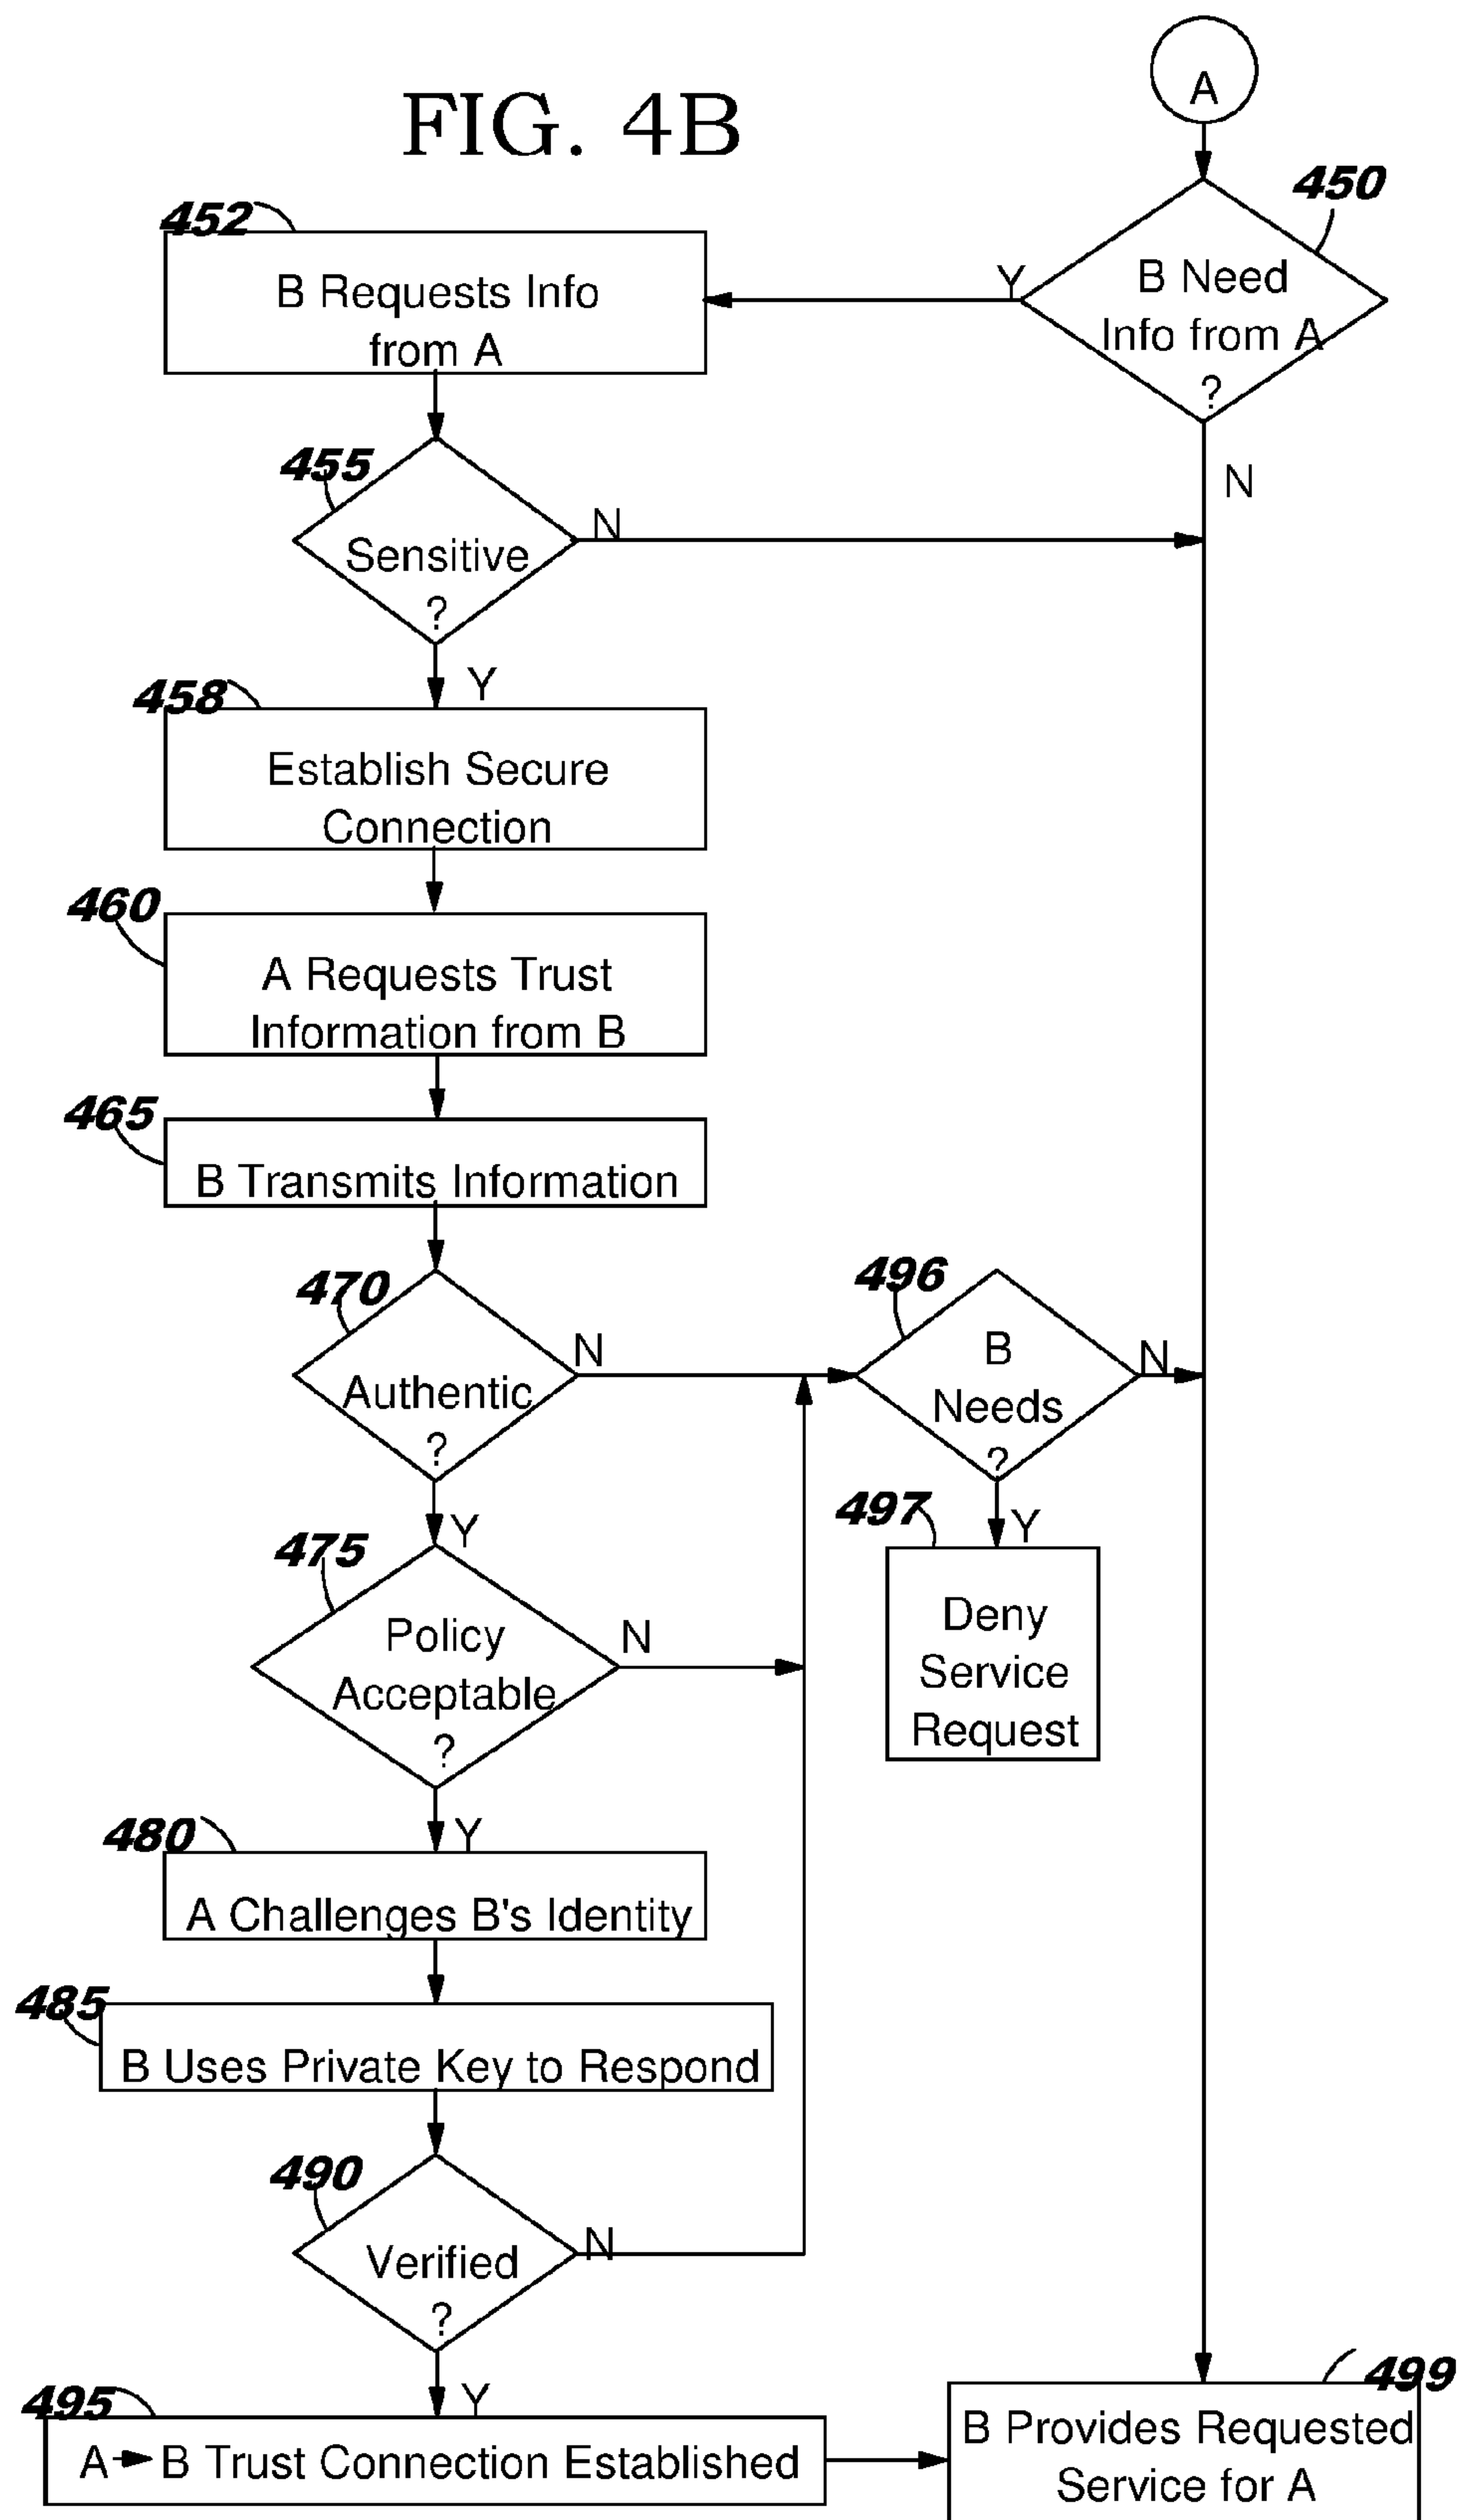 FIG. 4B
A
450
B Need
Info from A
?
Y
N
452
B Requests Info
from A
455
Sensitive
?
N
Y
458
Establish Secure
Connection
460
A Requests Trust
Information from B
465
B Transmits Information
470
Authentic
?
N
Y
496
B
Needs
?
N
Y
497
Deny
Service
Request
475
Policy
Acceptable
?
N
Y
480
A Challenges B's Identity
485
B Uses Private Key to Respond
490
Verified
?
N
Y
495
A → B Trust Connection Established
499
B Provides Requested
Service for A